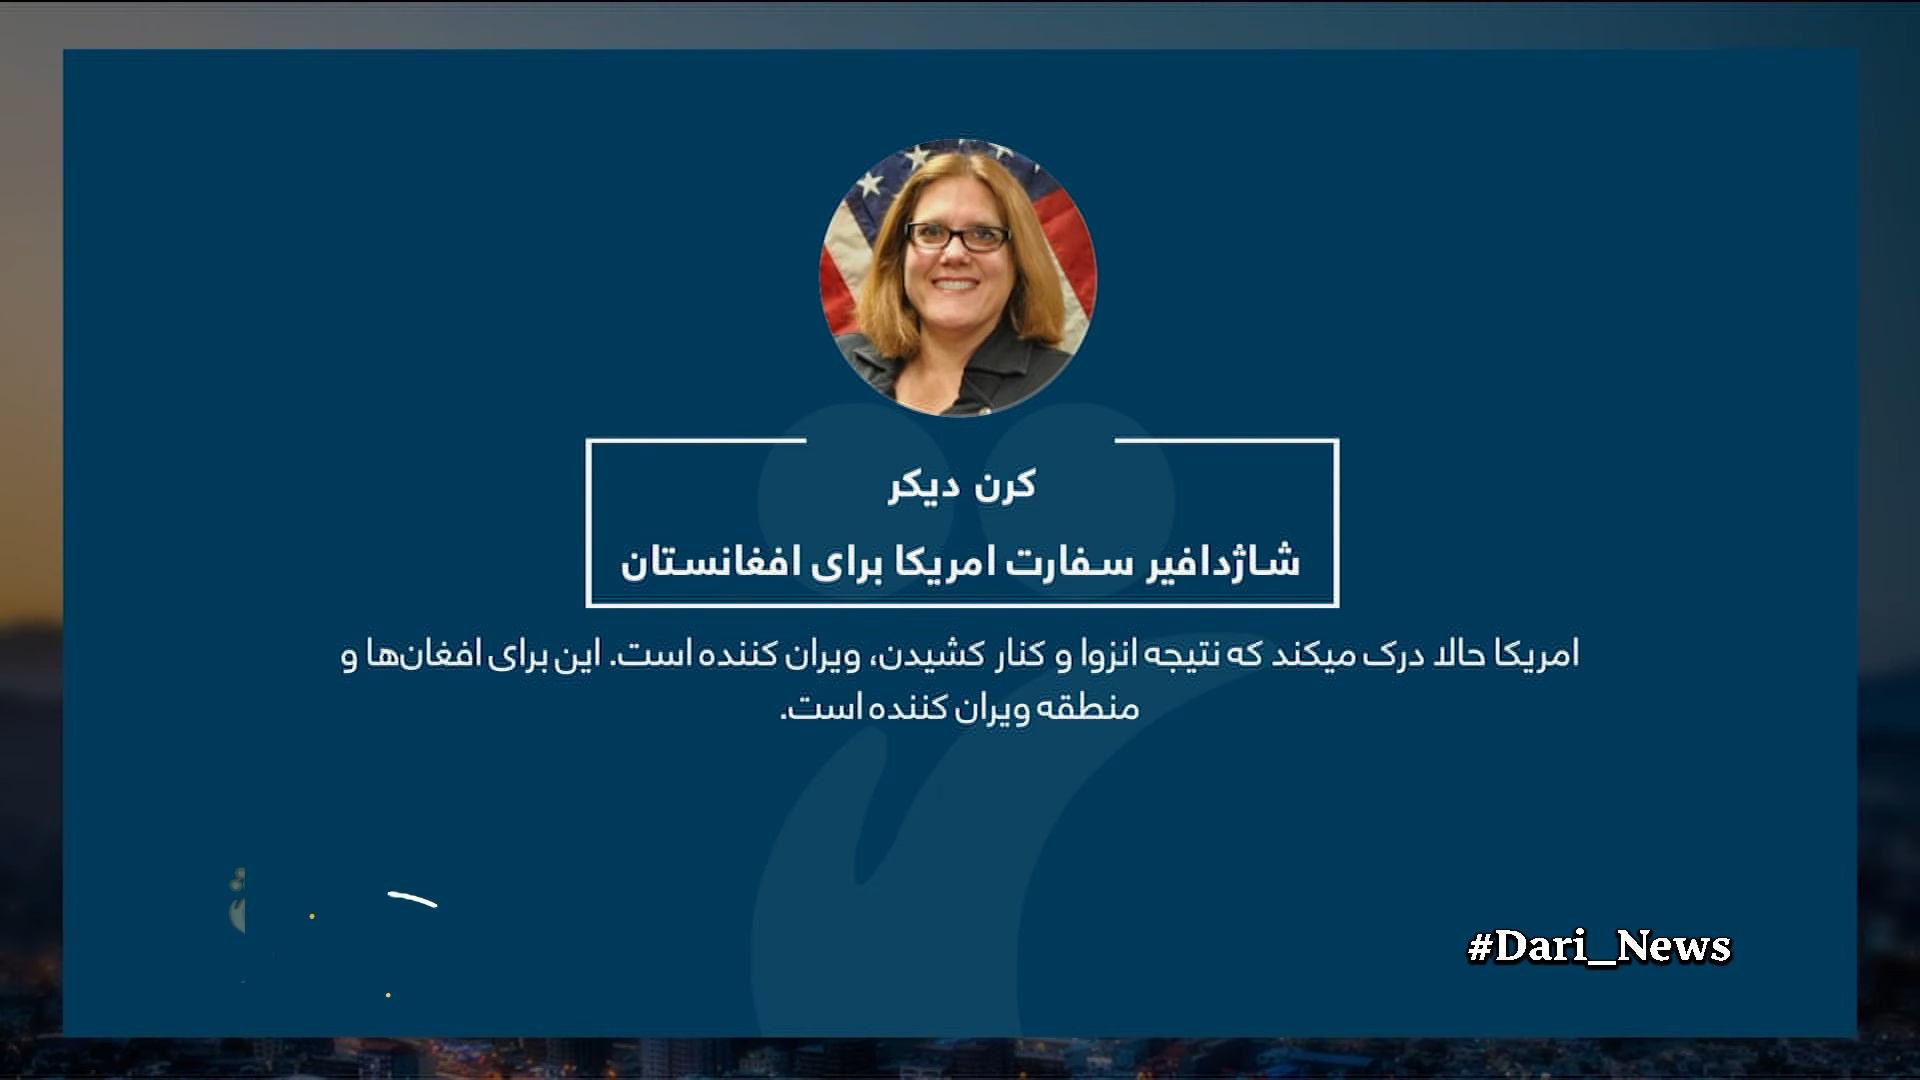 کرن دیکر
شاژدافیر سفارت امریکا برای افغانستان
امریکا حالا درک میکند که نتیجه انزوا و کنار کشیدن، ویران کننده است. این برای افغان‌ها و
منطقه ویران کننده است.
#Dari_News